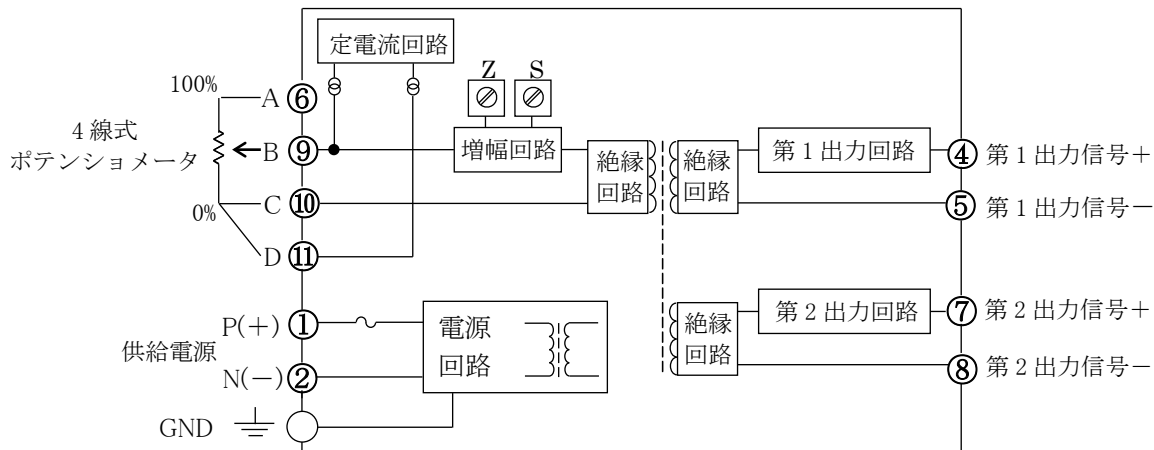 定電流回路
Z S
100%
A ⑥
4 線式
ポテンショメータ
B ⑨
増幅回路
絶縁
回路
絶縁
回路
第 1 出力回路
④ 第 1 出力信号＋
C ⑩
0%
⑤ 第 1 出力信号－
D ⑪
P(＋) ①
供給電源
電源
回路
絶縁
回路
第 2 出力回路
⑦ 第 2 出力信号＋
N(－) ②
⑧ 第 2 出力信号－
GND